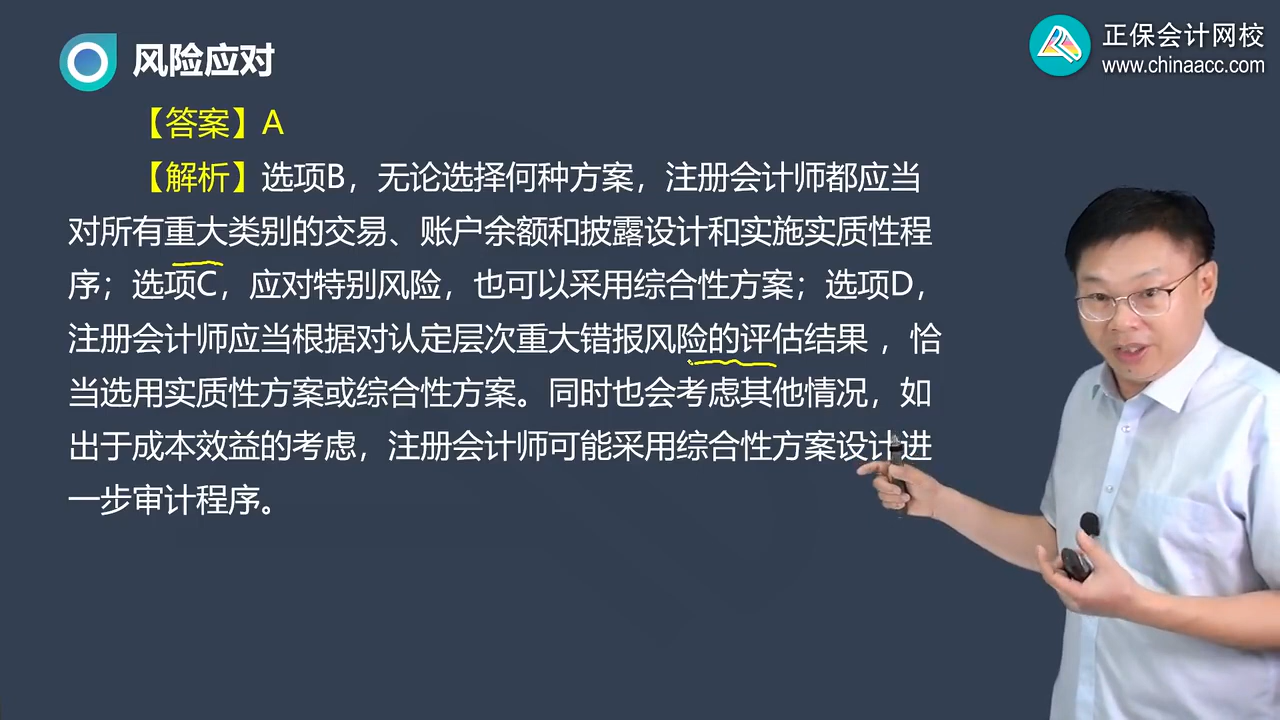 风险应对
正保会计网校
www.chinaacc.com
【答案】A
【解析】选项B，无论选择何种方案，注册会计师都应当
对所有重大类别的交易、账户余额和披露设计和实施实质性程
序；选项C，应对特别风险，也可以采用综合性方案；选项D，
注册会计师应当根据对认定层次重大错报风险的评估结果，恰
当选用实质性方案或综合性方案。同时也会考虑其他情况，如
出于成本效益的考虑，注册会计师可能采用综合性方案设计进
一步审计程序。